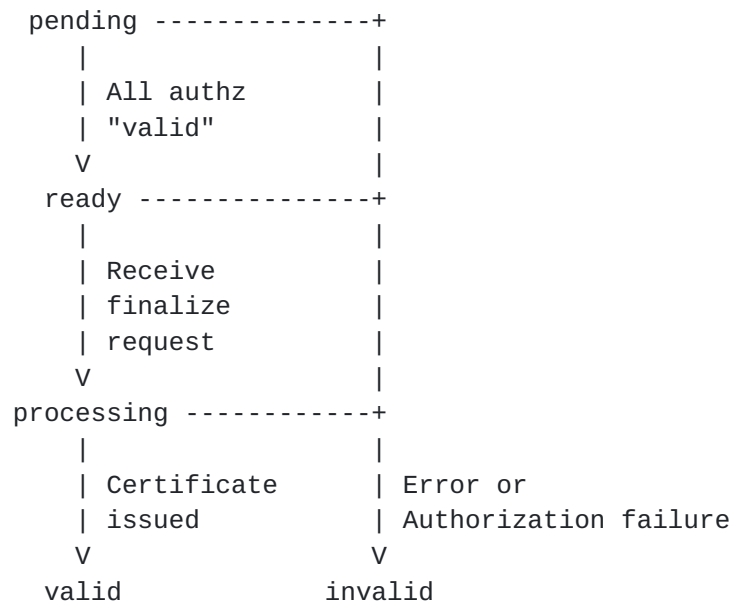 pending --------------+
|                 |
| All authz       |
| "valid"         |
V                 |
ready ---------------+
|                 |
| Receive         |
| finalize        |
| request         |
V                 |
processing ------------+
|                 |
| Certificate     | Error or
| issued          | Authorization failure
V                 V
valid             invalid